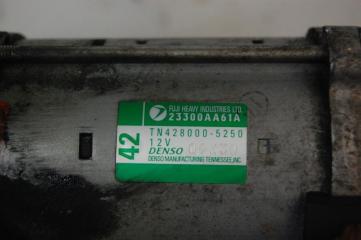 FUJI HEAVY INDUSTRIES LTD.
23300AA61A
42
TN428000-5250
12V
DENSO
DENSO MANUFACTURING TENNESSEE, INC.